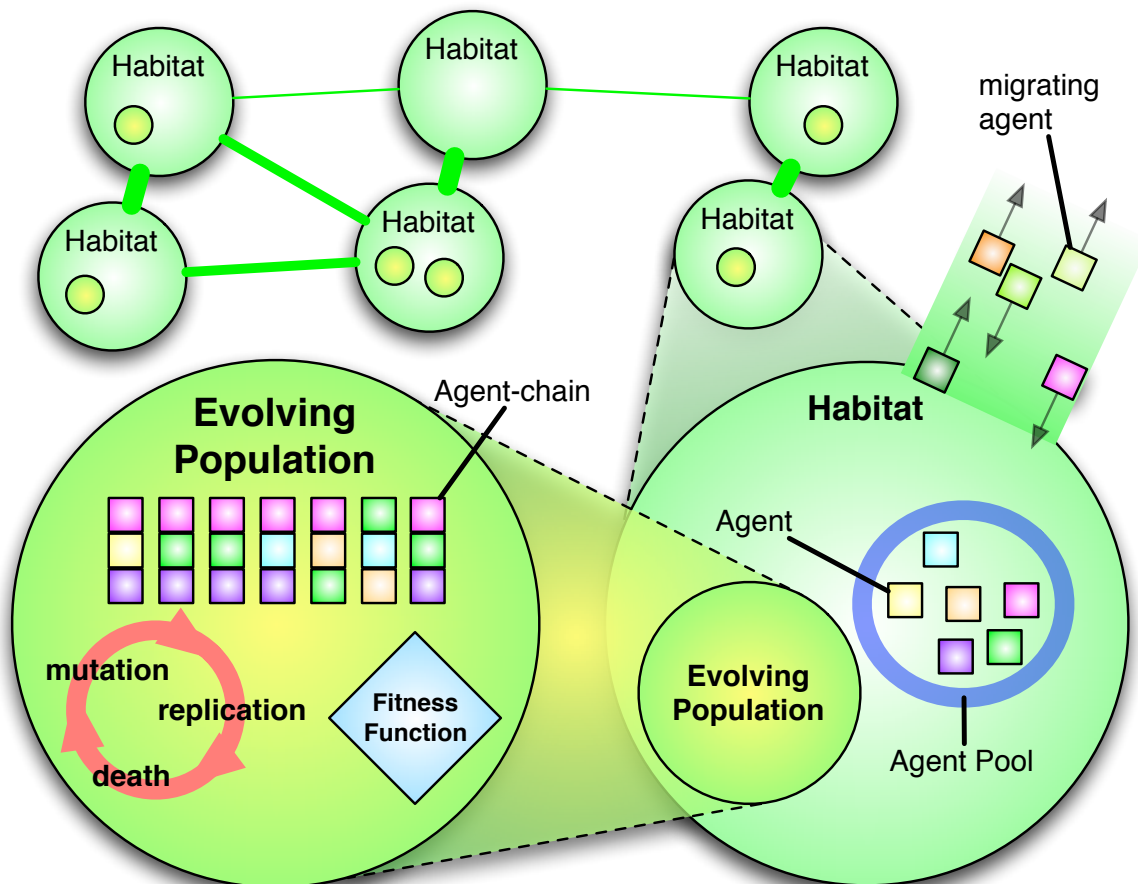 Habitat
Habitat
Habitat
migrating
agent
Habitat
Habitat
Habitat
Agent-chain
Evolving
Population
Habitat
Agent
mutation
replication
death
Fitness
Function
Evolving
Population
Agent Pool